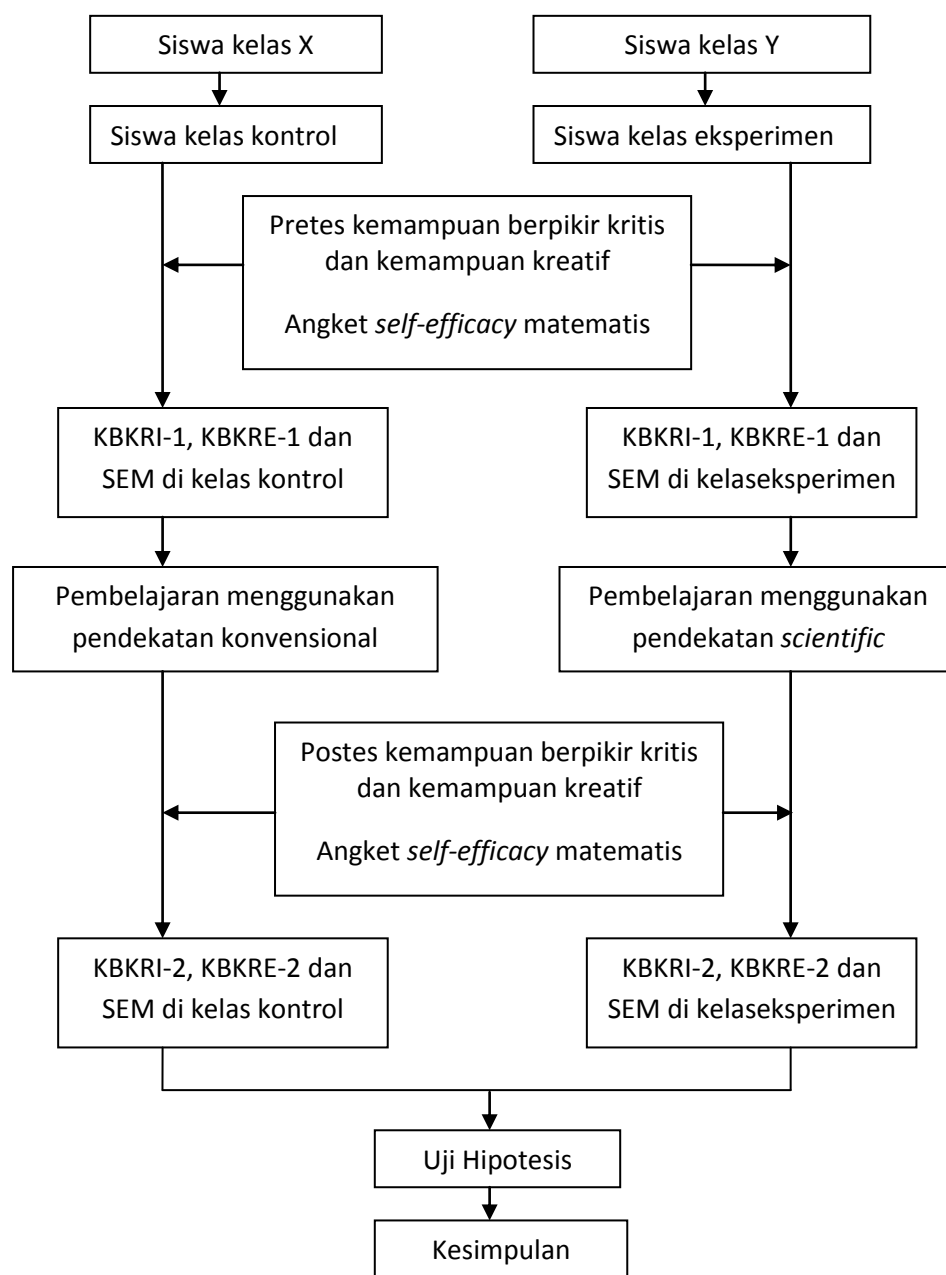 Siswa kelas X
Siswa kelas Y
Siswa kelas kontrol
Siswa kelas eksperimen
Pretes kemampuan berpikir kritis
dan kemampuan kreatif
Angket self-efficacy matematis
KBKRI-1, KBKRE-1 dan
SEM di kelas kontrol
KBKRI-1, KBKRE-1 dan
SEM di kelaseksperimen
Pembelajaran menggunakan
pendekatan konvensional
Pembelajaran menggunakan
pendekatan scientific
Postes kemampuan berpikir kritis
dan kemampuan kreatif
Angket self-efficacy matematis
KBKRI-2, KBKRE-2 dan
SEM di kelas kontrol
KBKRI-2, KBKRE-2 dan
SEM di kelaseksperimen
Uji Hipotesis
Kesimpulan